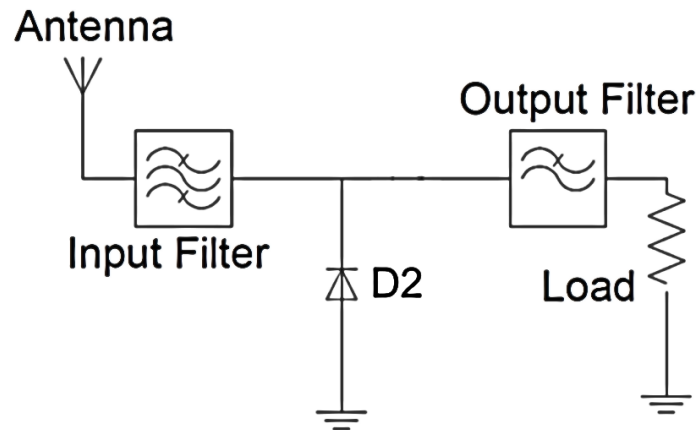 Antenna
Output Filter
Input Filter
D2
Load